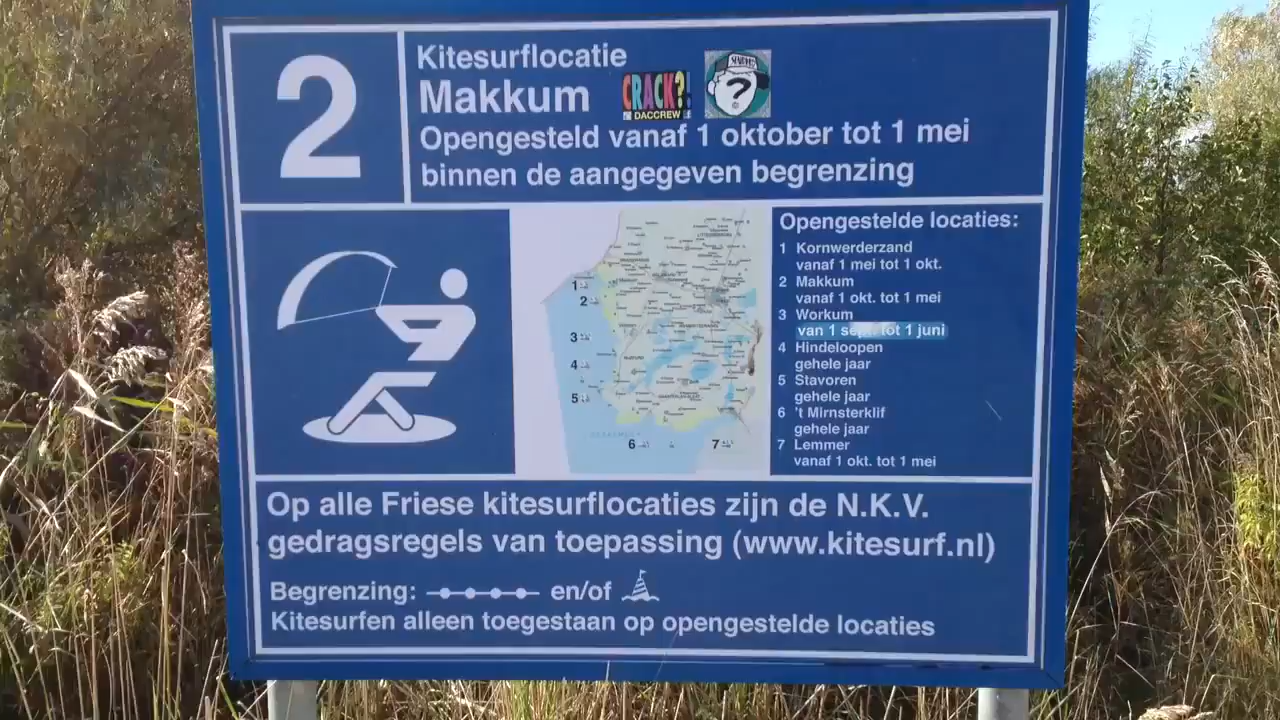 2
Kitesurflocatie
Makkum
CRACK?!
DACCREW
?
Opengesteld vanaf 1 oktober tot 1 mei
binnen de aangegeven begrenzing
1
2
3
4
5
6
7
Opengestelde locaties:
1 Kornwerderzand
vanaf 1 mei tot 1 okt.
2 Makkum
vanaf 1 okt. tot 1 mei
3 Workum
van 1 sept. tot 1 juni
4 Hindeloopen
gehele jaar
5 Stavoren
gehele jaar
6 't Mirnsterklif
gehele jaar
7 Lemmer
vanaf 1 okt. tot 1 mei
Op alle Friese kitesurflocaties zijn de N.K.V.
gedragsregels van toepassing (www.kitesurf.nl)
Begrenzing: en/of
Kitesurfen alleen toegestaan op opengestelde locaties